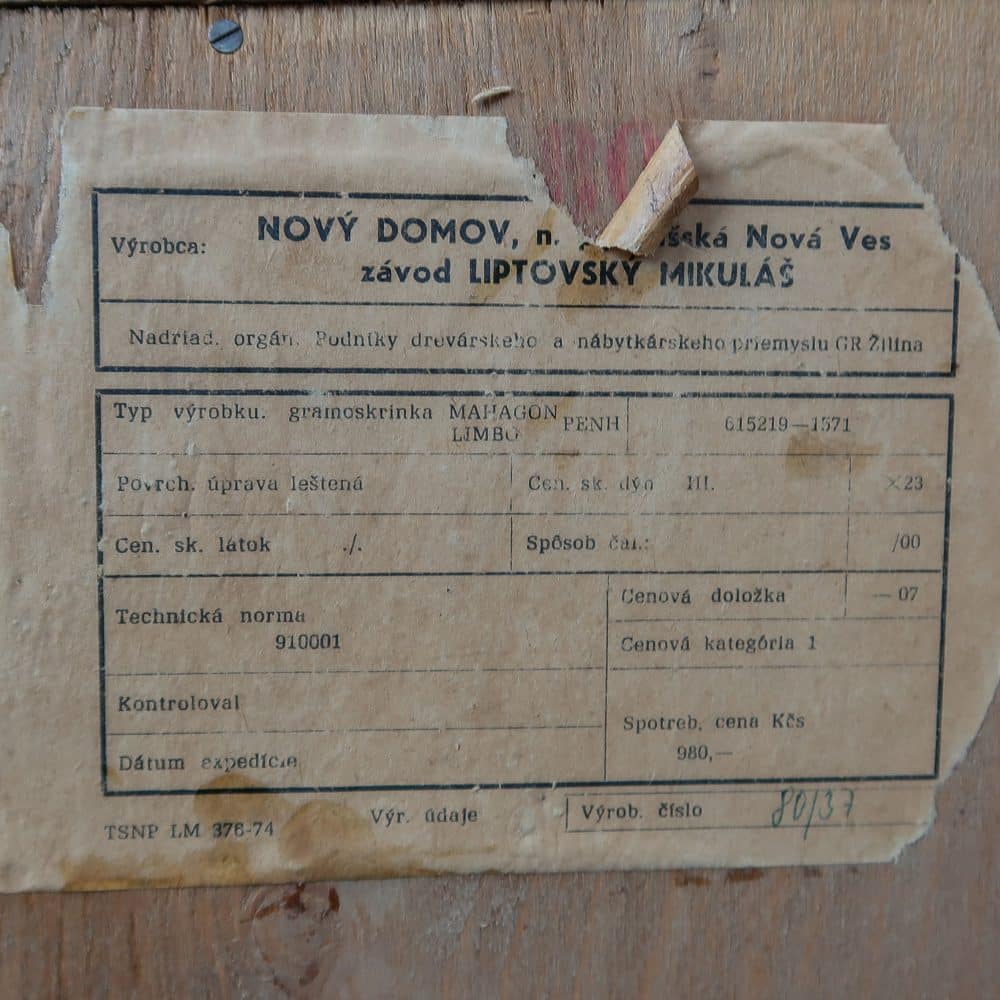 Výrobca: NOVÝ DOMOV, n. išská Nová Ves
závod LIPTOVSKÝ MIKULÁŠ
Nadriad. orgán. Podniky drevárskeho a nábytkárskeho priemyslu GR Žilina
Typ výrobku. gramoskrinka MAHAGON PENH 615219—1571
LIMBO
Povrch. úprava leštená Cen. sk. dýh III. ×23
Cen. sk. látok ./. Spôsob čal.: /00
Technická norma Cenová doložka — 07
910001 Cenová kategória 1
Kontroloval
Spotreb. cena Kčs
980,—
Dátum expedície
TSNP LM 376-74 Výr. údaje Výrob. číslo 80/37